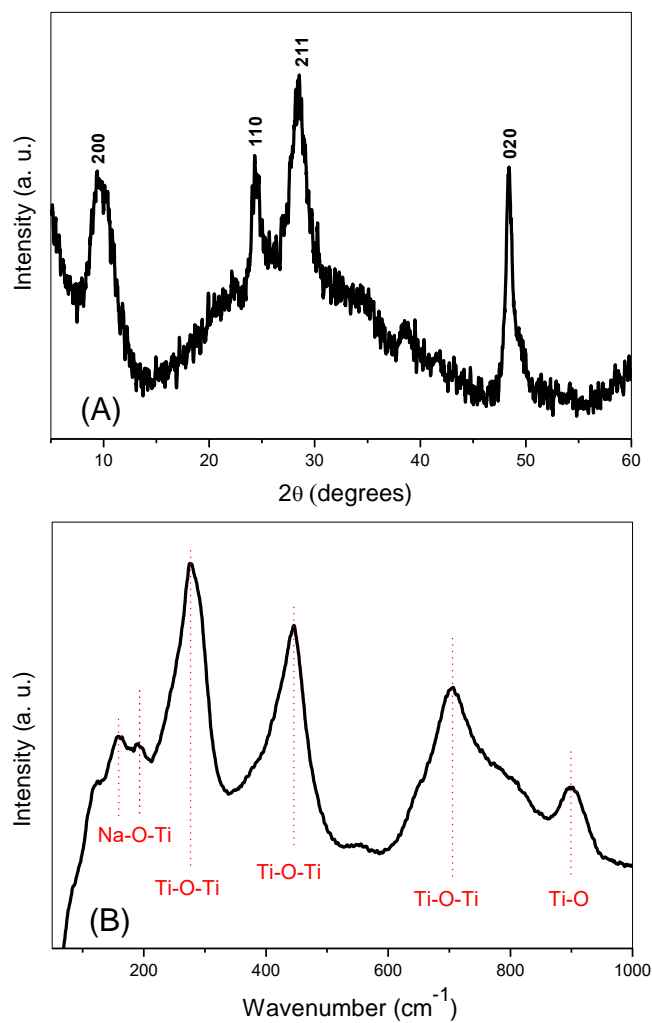 200
110
211
020
Intensity (a. u.)
(A)
10 20 30 40 50 60
2θ (degrees)
Intensity (a. u.)
Na-O-Ti
Ti-O-Ti
Ti-O-Ti
Ti-O-Ti
Ti-O
(B)
200 400 600 800 1000
Wavenumber (cm⁻¹)